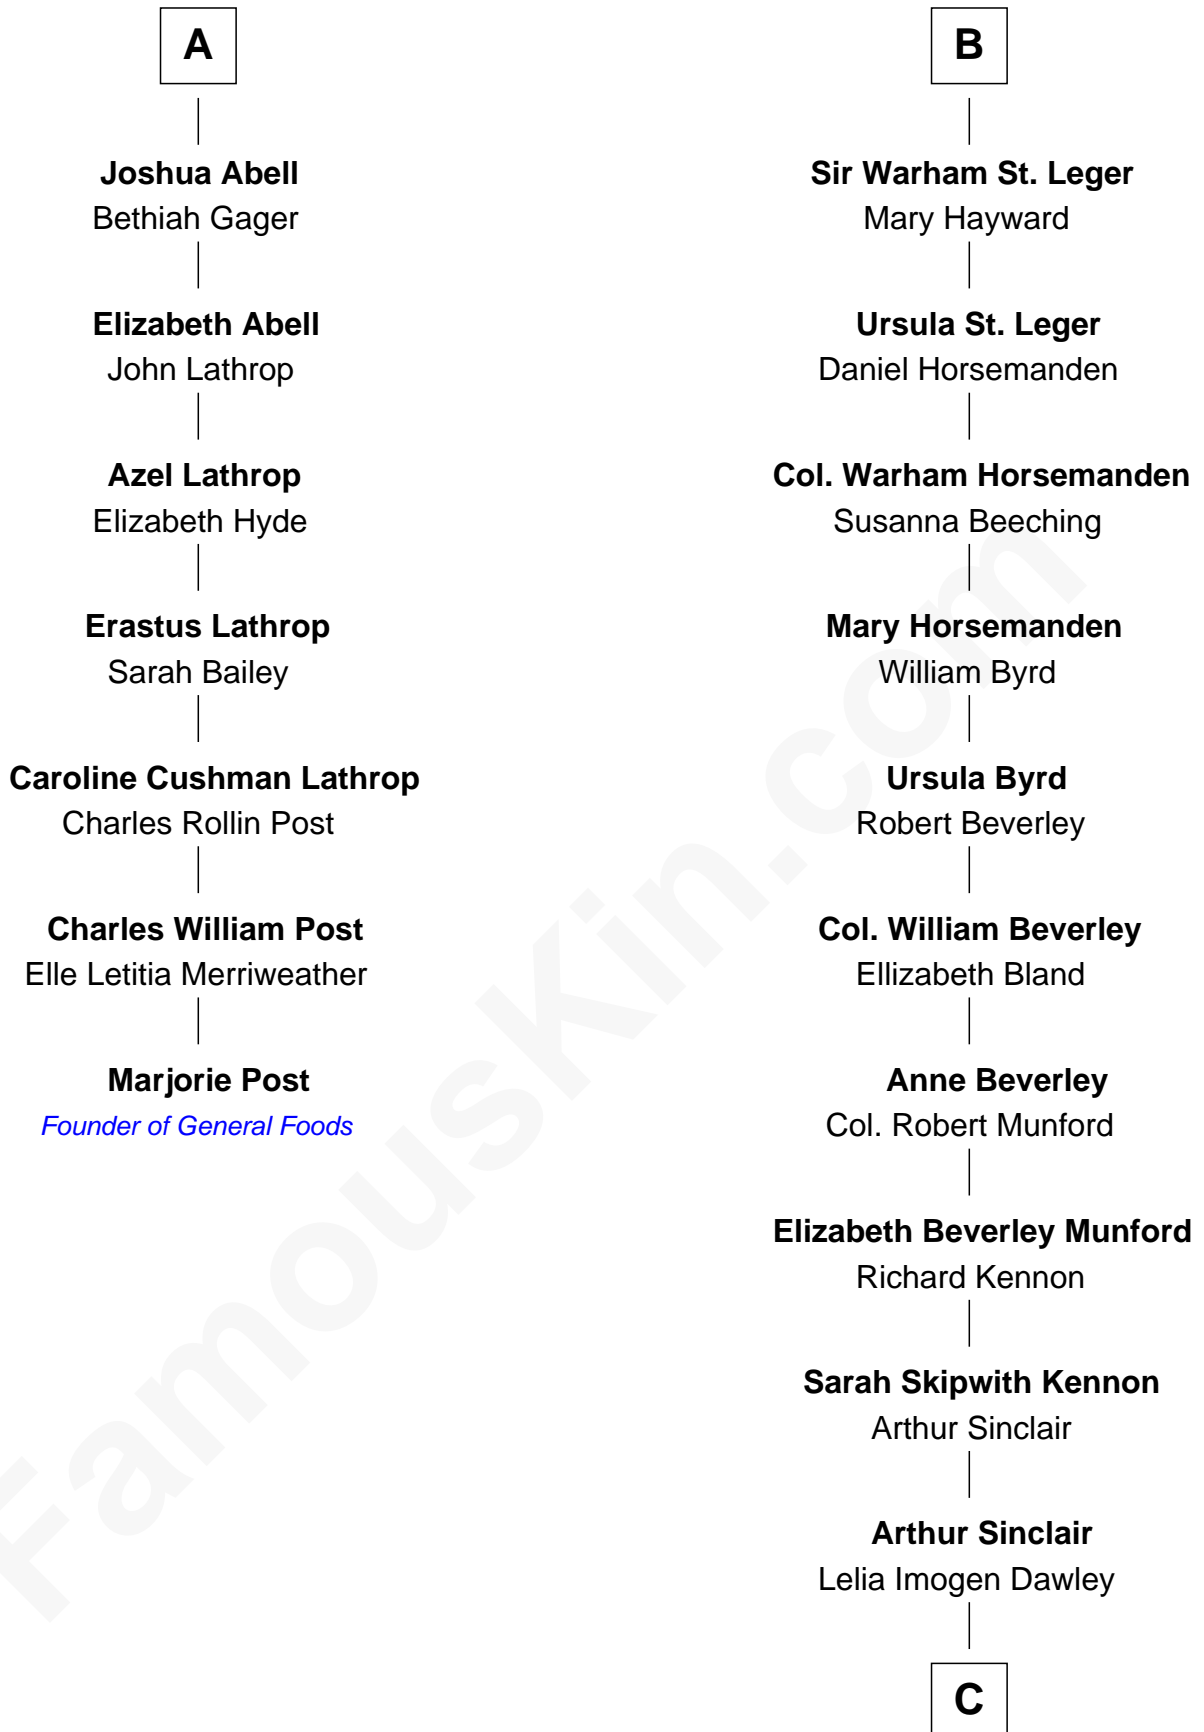 A
Joshua Abell
Bethiah Gager
Elizabeth Abell
John Lathrop
Azel Lathrop
Elizabeth Hyde
Erastus Lathrop
Sarah Bailey
Caroline Cushman Lathrop
Charles Rollin Post
Charles William Post
Elle Letitia Merriweather
Marjorie Post
Founder of General Foods
B
Sir Warham St. Leger
Mary Hayward
Ursula St. Leger
Daniel Horsemanden
Col. Warham Horsemanden
Susanna Beeching
Mary Horsemanden
William Byrd
Ursula Byrd
Robert Beverley
Col. William Beverley
Ellizabeth Bland
Anne Beverley
Col. Robert Munford
Elizabeth Beverley Munford
Richard Kennon
Sarah Skipwith Kennon
Arthur Sinclair
Arthur Sinclair
Lelia Imogen Dawley
C
FamousKin.com